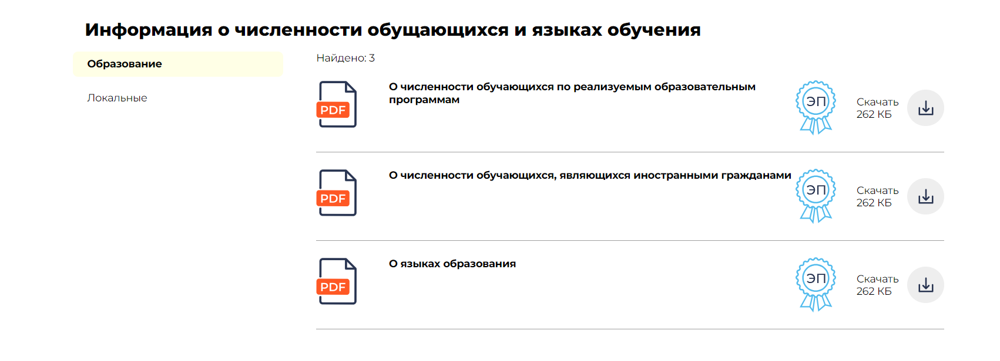 Информация о численности обущающихся и языках обучения
Образование
Локальные
Найдено: 3
PDF
О численности обучающихся по реализуемым образовательным
программам
ЭП
Скачать
262 КБ
PDF
О численности обучающихся, являющихся иностранными гражданами
ЭП
Скачать
262 КБ
PDF
О языках образования
ЭП
Скачать
262 КБ